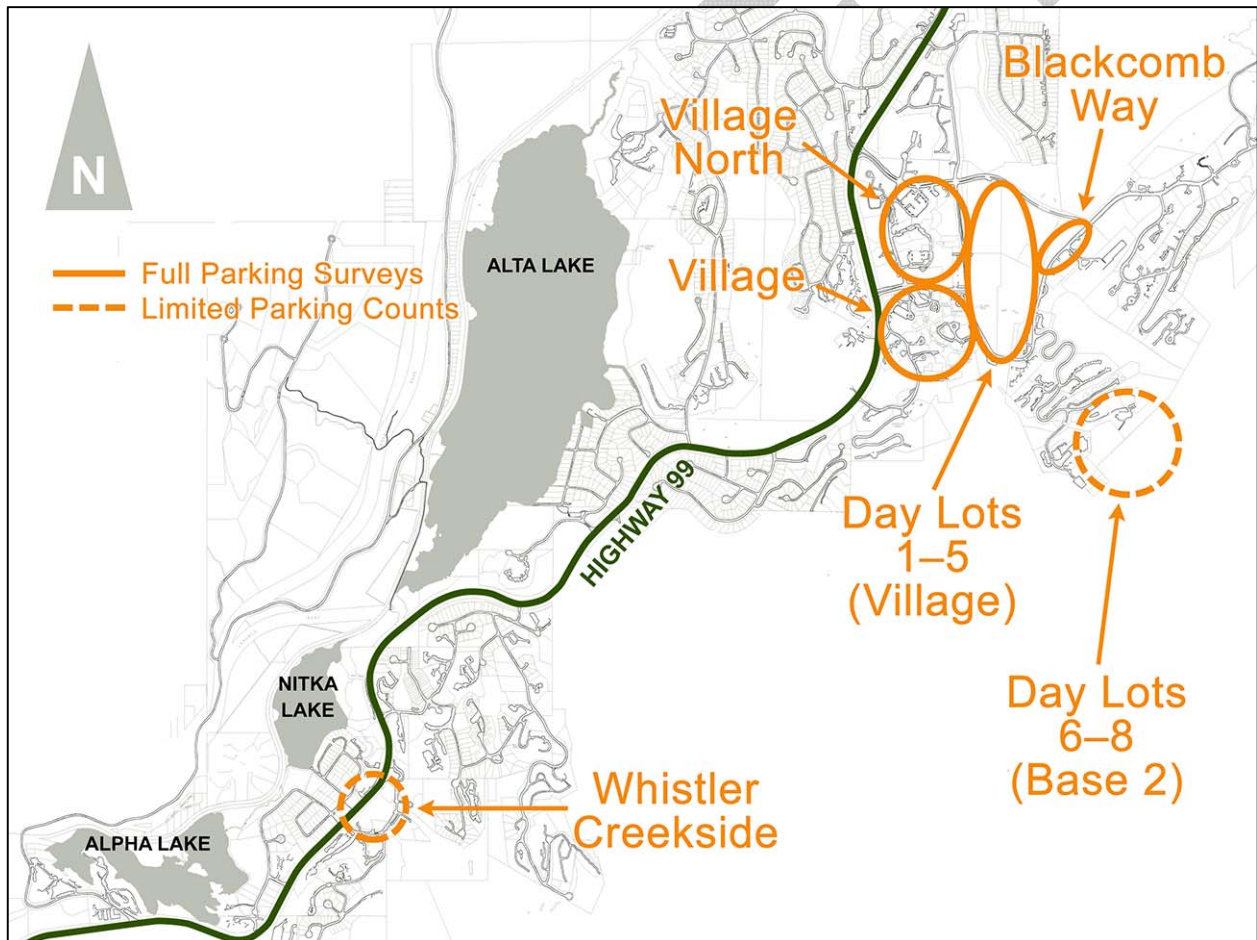 Blackcomb
Way
Village
North
N
ALTA LAKE
Full Parking Surveys
Village
Limited Parking Counts
HIGHWAY 99
Day Lots
1–5
(Village)
NITKA
LAKE
Day Lots
6–8
(Base 2)
Whistler
Creekside
ALPHA LAKE